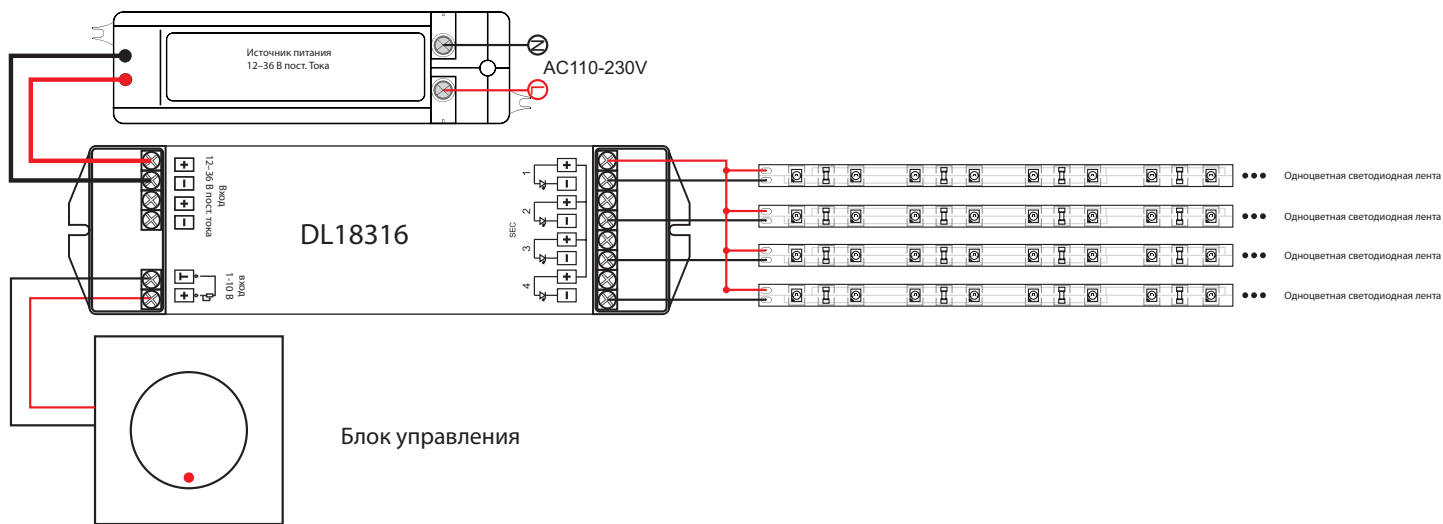 Источник питания
12–36 В пост. Тока
N
AC110-230V
L
12–36 В пост. тока
Вход
+
−
+
−
вход
1-10 В
+
DL18316
SEC
1
+
−
2
+
−
3
+
−
4
+
−
Одноцветная светодиодная лента
Одноцветная светодиодная лента
Одноцветная светодиодная лента
Одноцветная светодиодная лента
Блок управления